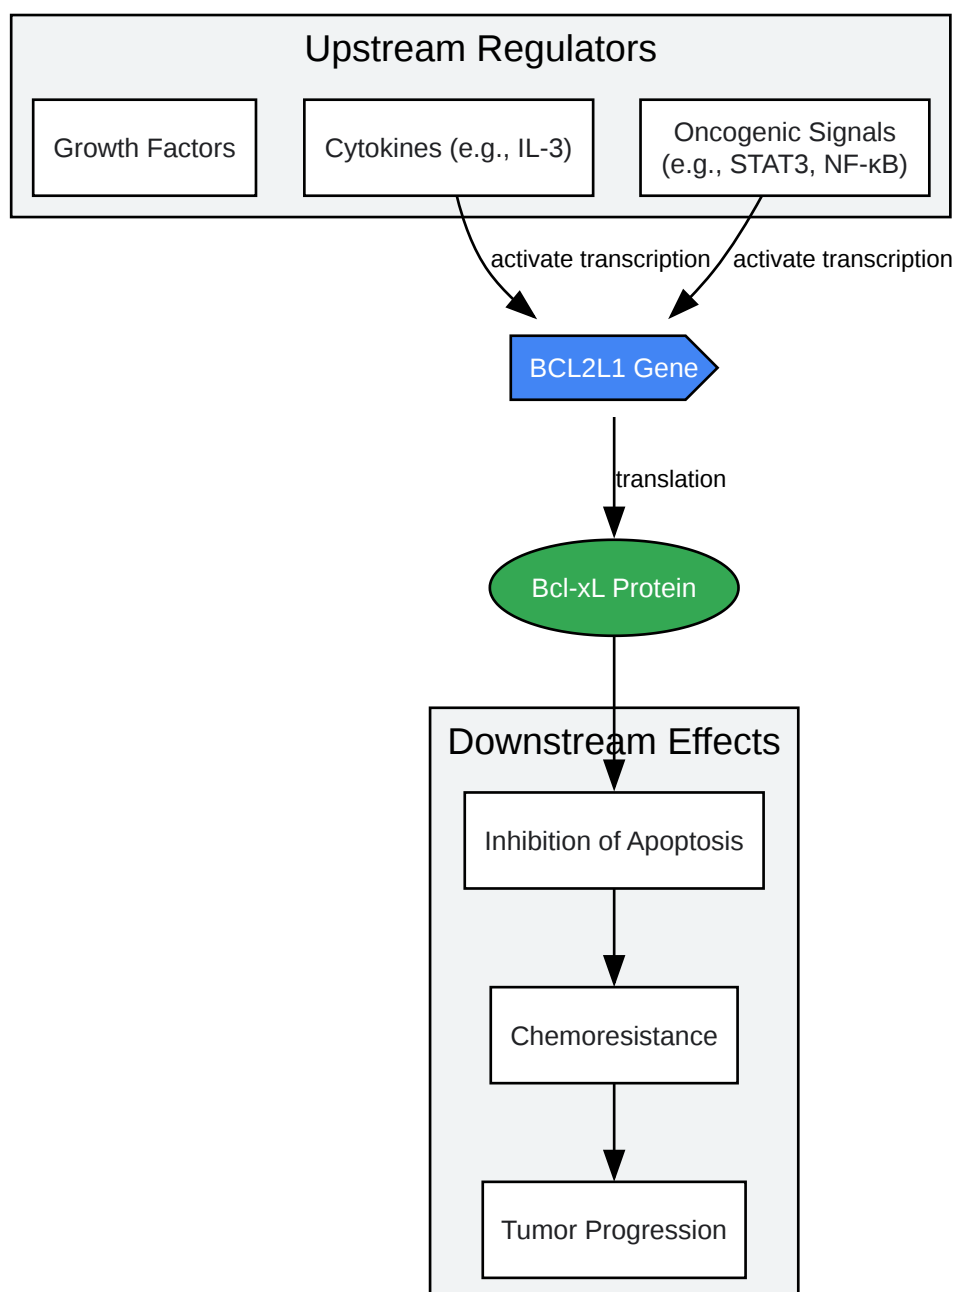 Upstream Regulators
Growth Factors
Cytokines (e.g., IL-3)
Oncogenic Signals
(e.g., STAT3, NF-κB)
activate transcription
activate transcription
BCL2L1 Gene
translation
Bcl-xL Protein
Downstream Effects
Inhibition of Apoptosis
Chemoresistance
Tumor Progression